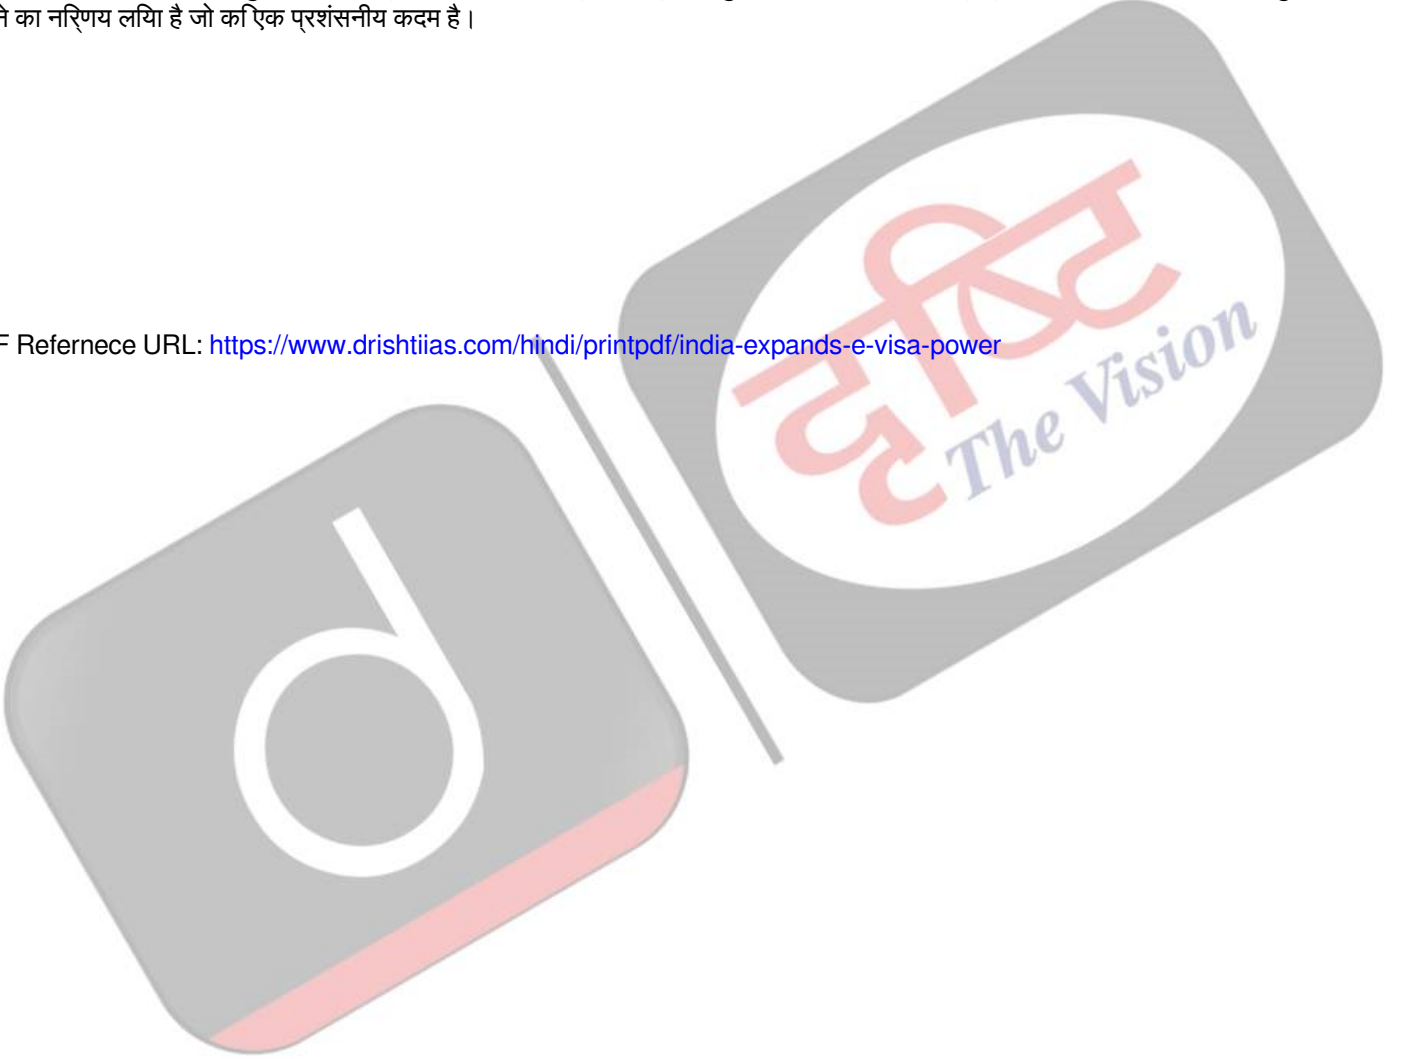 ने का निर्णय लिया है जो कि एक प्रशंसनीय कदम है।
F Refernece URL: https://www.drishtiias.com/hindi/printpdf/india-expands-e-visa-power
दृष्टि
The Vision
d